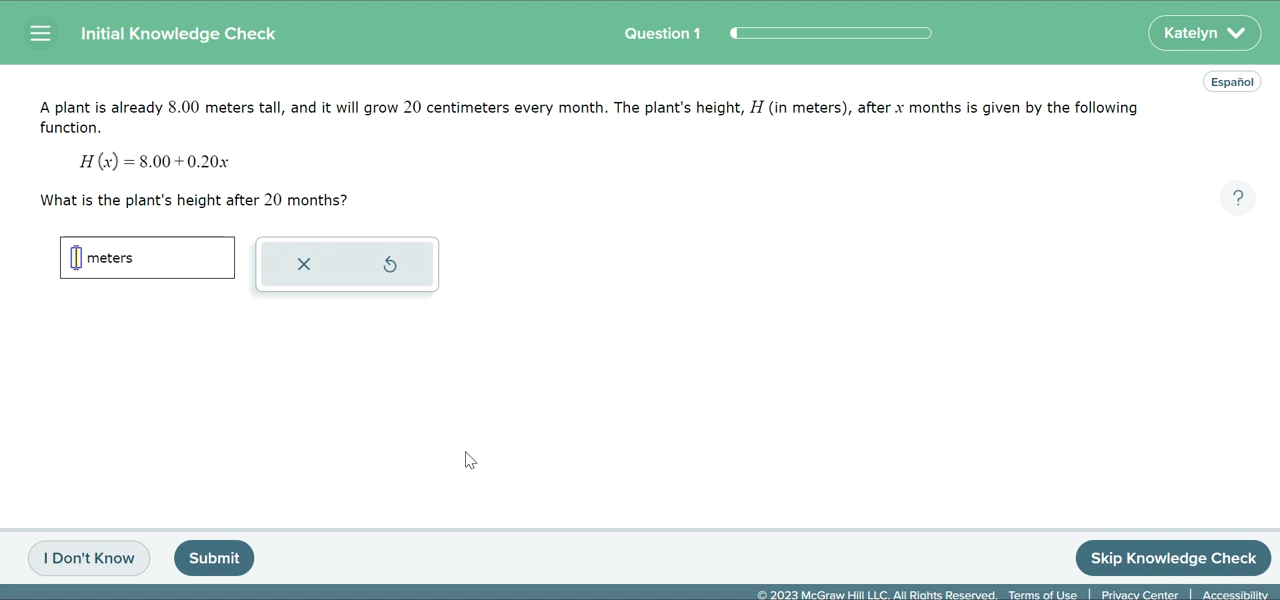 Initial Knowledge Check
Question 1
Katelyn
Español
A plant is already 8.00 meters tall, and it will grow 20 centimeters every month. The plant's height, H (in meters), after x months is given by the following
function.
H (x) = 8.00 + 0.20x
What is the plant's height after 20 months?
?
meters
I Don't Know
Submit
Skip Knowledge Check
© 2023 McGraw Hill LLC. All Rights Reserved. Terms of Use | Privacy Center | Accessibility